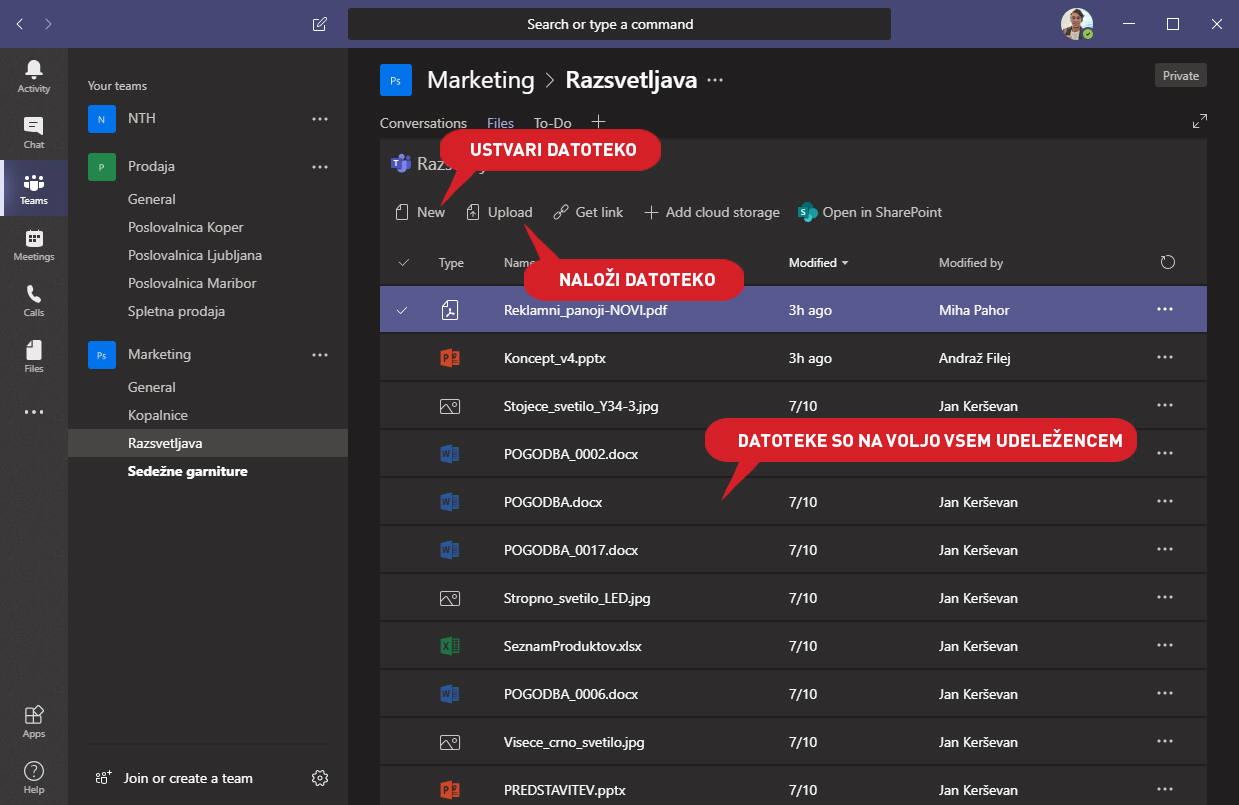 Search or type a command
Activity
Chat
Teams
Meetings
Calls
Files
Apps
Help
Your teams
N NTH
P Prodaja
General
Poslovalnica Koper
Poslovalnica Ljubljana
Poslovalnica Maribor
Spletna prodaja
Ps Marketing
General
Kopalnice
Razsvetljava
Sedežne garniture
Join or create a team
Ps Marketing > Razsvetljava ...
Private
Conversations Files To-Do +
USTVARI DATOTEKO
New Upload Get link + Add cloud storage Open in SharePoint
Type Name Modified Modified by
NALOŽI DATOTEKO
Reklamni_panoji-NOVI.pdf 3h ago Miha Pahor
Koncept_v4.pptx 3h ago Andraž Filej
Stojece_svetilo_Y34-3.jpg 7/10 Jan Kerševan
DATOTEKE SO NA VOLJO VSEM UDELEŽENCEM
POGODBA_0002.docx
POGODBA.docx 7/10 Jan Kerševan
POGODBA_0017.docx 7/10 Jan Kerševan
Stropno_svetilo_LED.jpg 7/10 Jan Kerševan
SeznamProduktov.xlsx 7/10 Jan Kerševan
POGODBA_0006.docx 7/10 Jan Kerševan
Visece_crno_svetilo.jpg 7/10 Jan Kerševan
PREDSTAVITEV.pptx 7/10 Jan Kerševan